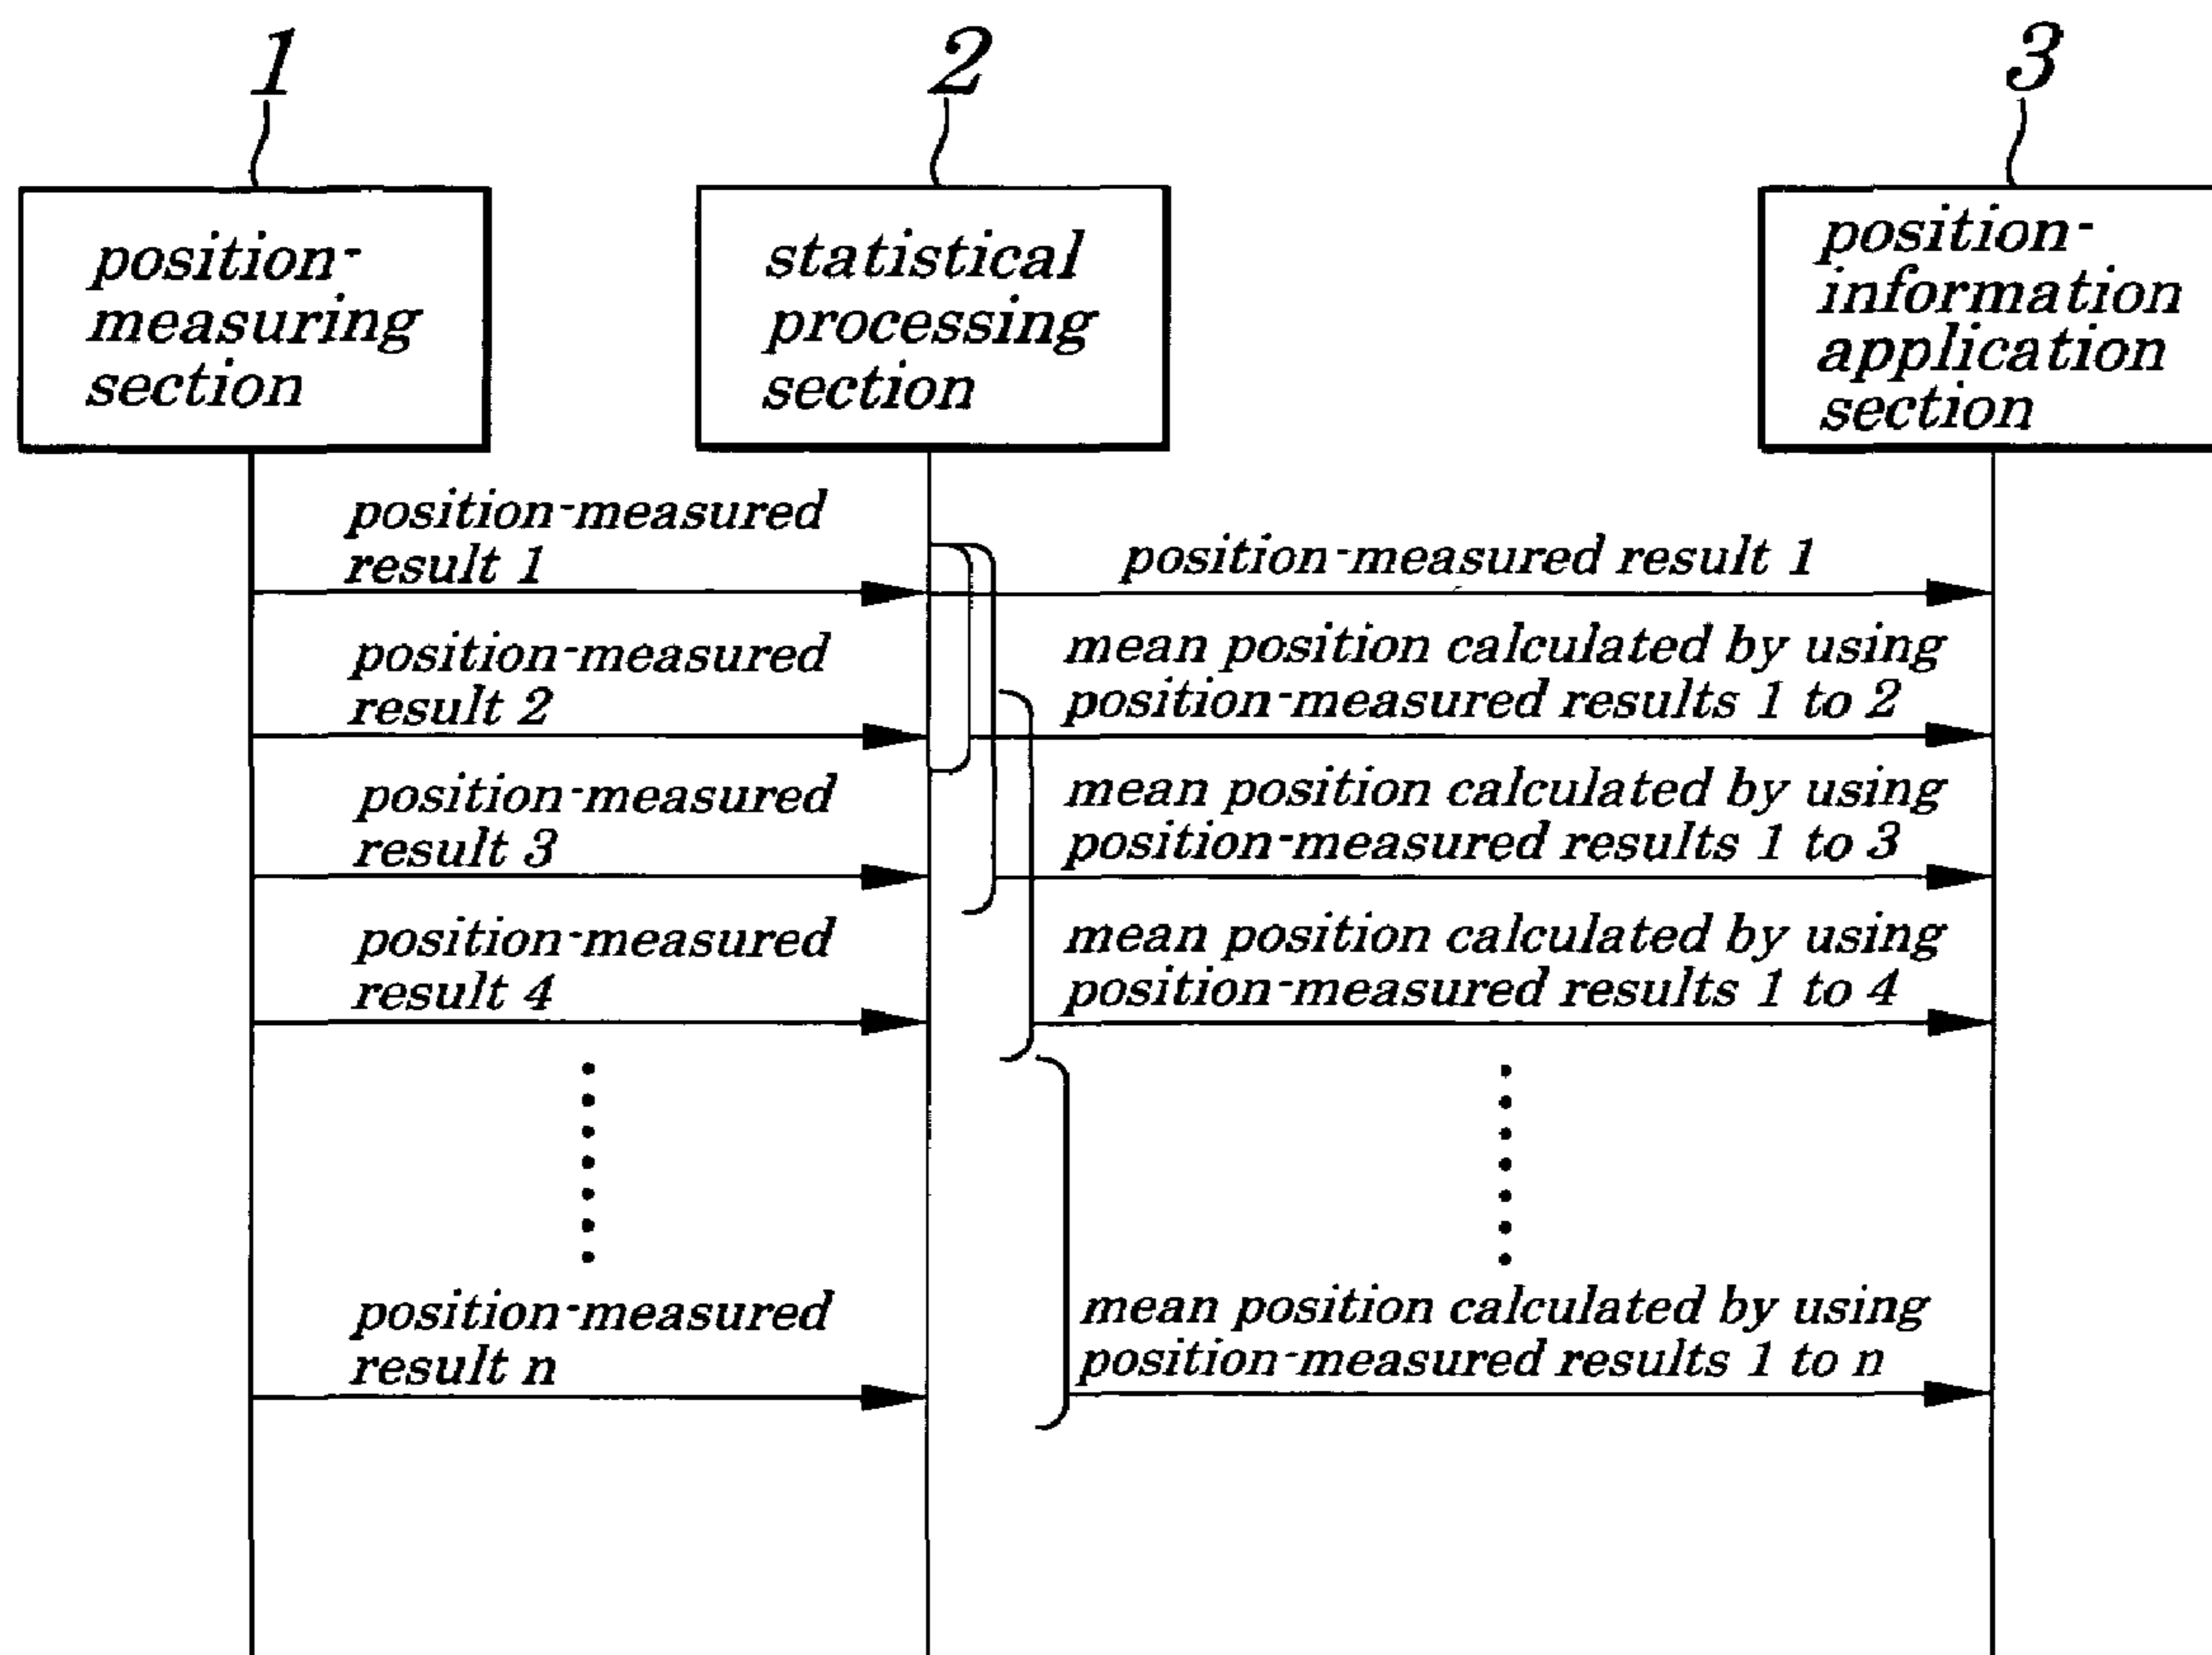 1
2
3
position-
measuring
section
statistical
processing
section
position-
information
application
section
position-measured
result 1
position-measured result 1
position-measured
result 2
mean position calculated by using
position-measured results 1 to 2
position-measured
result 3
mean position calculated by using
position-measured results 1 to 3
position-measured
result 4
mean position calculated by using
position-measured results 1 to 4
position-measured
result n
mean position calculated by using
position-measured results 1 to n